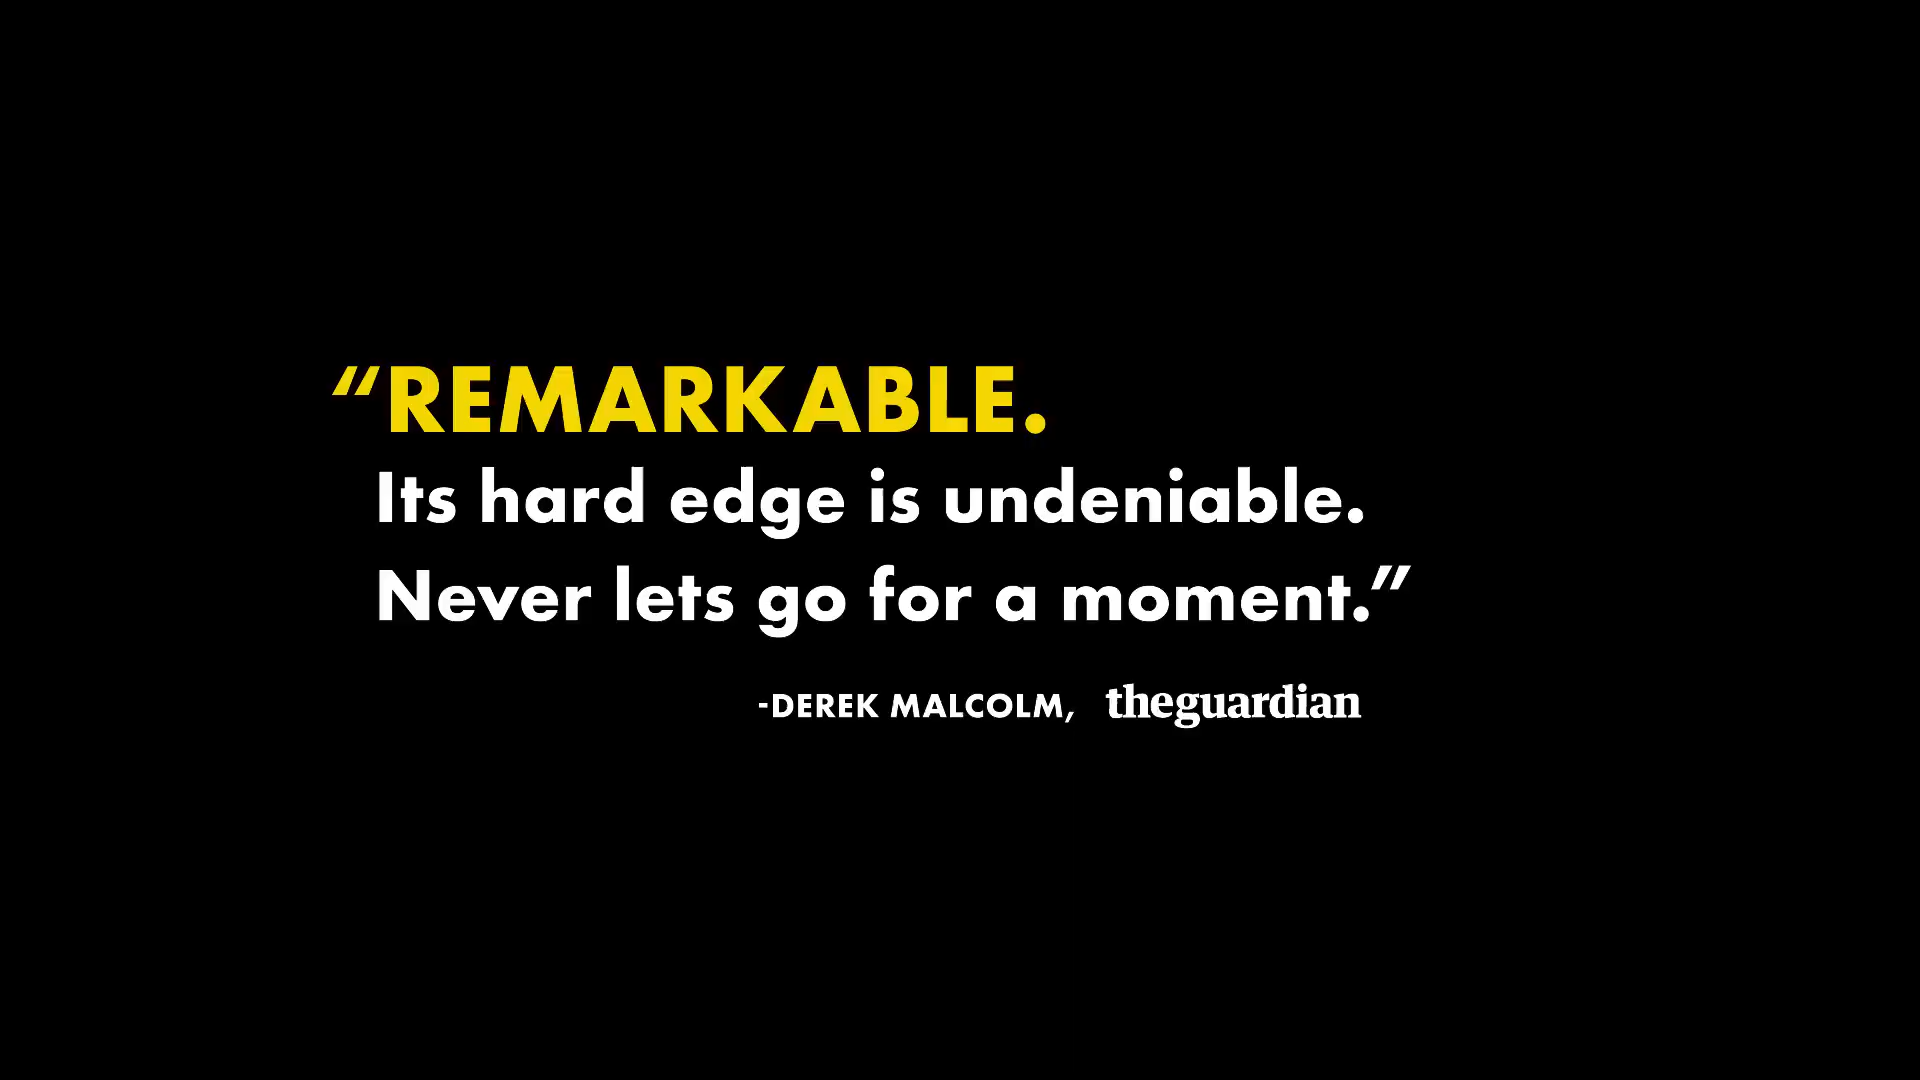 “REMARKABLE.
Its hard edge is undeniable.
Never lets go for a moment.”
-DEREK MALCOLM, theguardian